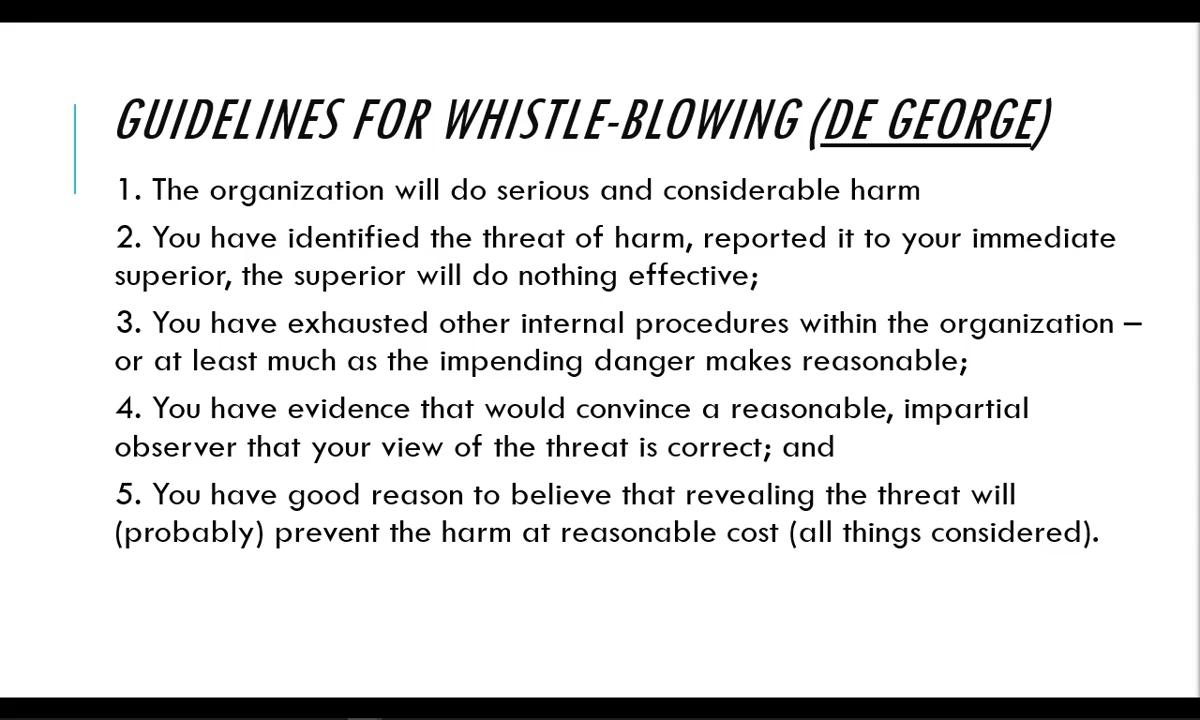 GUIDELINES FOR WHISTLE-BLOWING (DE GEORGE)
1. The organization will do serious and considerable harm
2. You have identified the threat of harm, reported it to your immediate
superior, the superior will do nothing effective;
3. You have exhausted other internal procedures within the organization –
or at least much as the impending danger makes reasonable;
4. You have evidence that would convince a reasonable, impartial
observer that your view of the threat is correct; and
5. You have good reason to believe that revealing the threat will
(probably) prevent the harm at reasonable cost (all things considered).